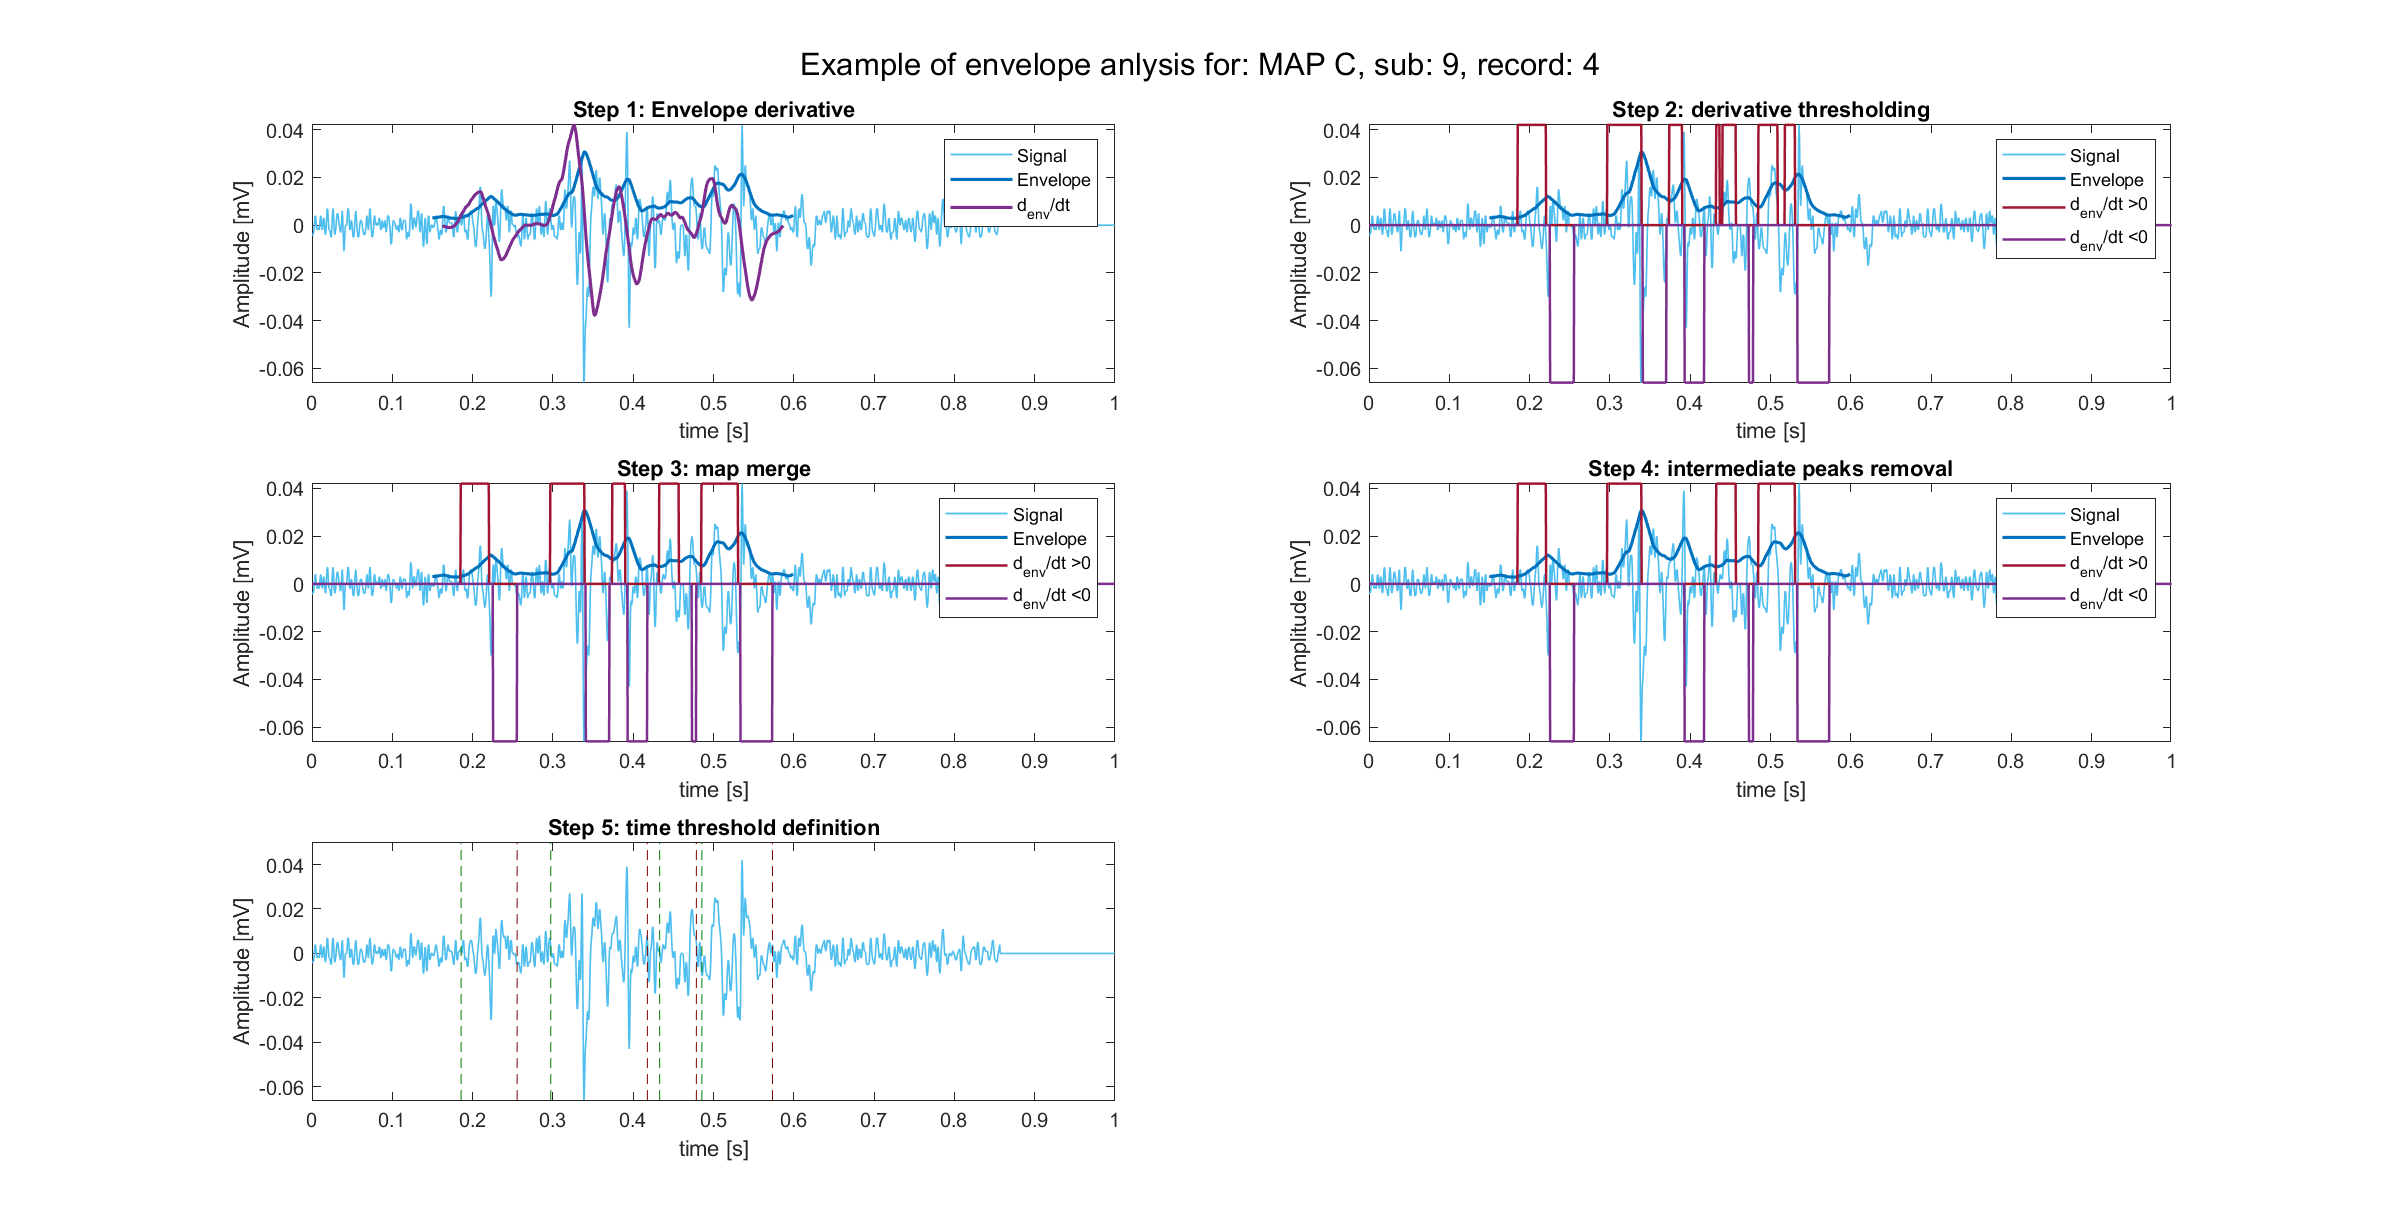 Example of envelope anlysis for: MAP C, sub: 9, record: 4
Step 1: Envelope derivative
Amplitude [mV]
0.04
0.02
0
-0.02
-0.04
-0.06
0 0.1 0.2 0.3 0.4 0.5 0.6 0.7 0.8 0.9 1
time [s]
Signal
Envelope
d_env/dt
Step 2: derivative thresholding
Amplitude [mV]
0.04
0.02
0
-0.02
-0.04
-0.06
0 0.1 0.2 0.3 0.4 0.5 0.6 0.7 0.8 0.9 1
time [s]
Signal
Envelope
d_env/dt >0
d_env/dt <0
Step 3: map merge
Amplitude [mV]
0.04
0.02
0
-0.02
-0.04
-0.06
0 0.1 0.2 0.3 0.4 0.5 0.6 0.7 0.8 0.9 1
time [s]
Signal
Envelope
d_env/dt >0
d_env/dt <0
Step 4: intermediate peaks removal
Amplitude [mV]
0.04
0.02
0
-0.02
-0.04
-0.06
0 0.1 0.2 0.3 0.4 0.5 0.6 0.7 0.8 0.9 1
time [s]
Signal
Envelope
d_env/dt >0
d_env/dt <0
Step 5: time threshold definition
Amplitude [mV]
0.04
0.02
0
-0.02
-0.04
-0.06
0 0.1 0.2 0.3 0.4 0.5 0.6 0.7 0.8 0.9 1
time [s]